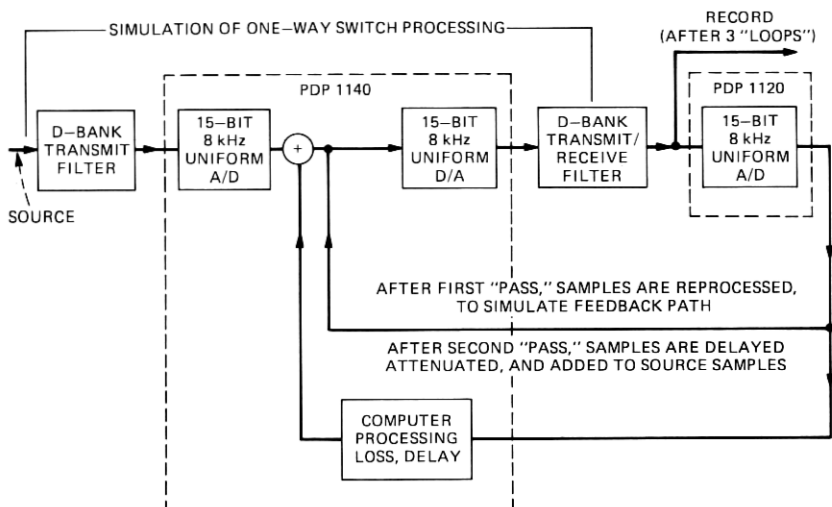 SIMULATION OF ONE-WAY SWITCH PROCESSING
RECORD
(AFTER 3 "LOOPS")
PDP 1140
PDP 1120
D-BANK
TRANSMIT
FILTER
15-BIT
8 kHz
UNIFORM
A/D
+
15-BIT
8 kHz
UNIFORM
D/A
D-BANK
TRANSMIT/
RECEIVE
FILTER
15-BIT
8 kHz
UNIFORM
A/D
SOURCE
AFTER FIRST "PASS," SAMPLES ARE REPROCESSED,
TO SIMULATE FEEDBACK PATH
AFTER SECOND "PASS," SAMPLES ARE DELAYED
ATTENUATED, AND ADDED TO SOURCE SAMPLES
COMPUTER
PROCESSING
LOSS, DELAY